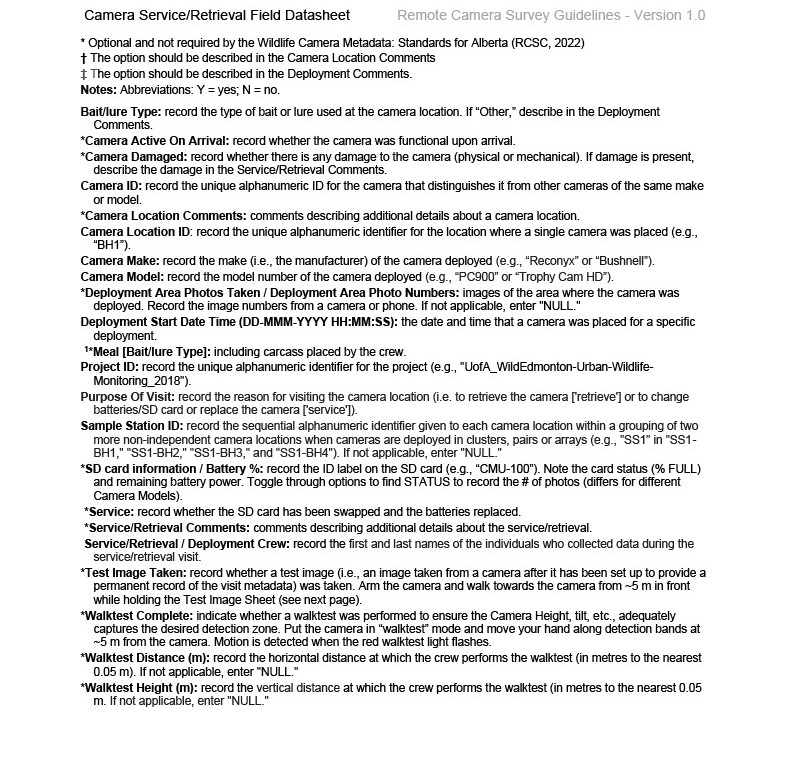 Camera Service/Retrieval Field Datasheet Remote Camera Survey Guidelines - Version 1.0
* Optional and not required by the Wildlife Camera Metadata: Standards for Alberta (RCSC, 2022)
† The option should be described in the Camera Location Comments
‡ The option should be described in the Deployment Comments.
Notes: Abbreviations: Y = yes; N = no.
Bait/lure Type: record the type of bait or lure used at the camera location. If “Other,” describe in the Deployment
Comments.
*Camera Active On Arrival: record whether the camera was functional upon arrival.
*Camera Damaged: record whether there is any damage to the camera (physical or mechanical). If damage is present,
describe the damage in the Service/Retrieval Comments.
Camera ID: record the unique alphanumeric ID for the camera that distinguishes it from other cameras of the same make
or model.
*Camera Location Comments: comments describing additional details about a camera location.
Camera Location ID: record the unique alphanumeric identifier for the location where a single camera was placed (e.g.,
“BH1”).
Camera Make: record the make (i.e., the manufacturer) of the camera deployed (e.g., “Reconyx” or “Bushnell”).
Camera Model: record the model number of the camera deployed (e.g., “PC900” or “Trophy Cam HD”).
*Deployment Area Photos Taken / Deployment Area Photo Numbers: images of the area where the camera was
deployed. Record the image numbers from a camera or phone. If not applicable, enter "NULL."
Deployment Start Date Time (DD-MMM-YYYY HH:MM:SS): the date and time that a camera was placed for a specific
deployment.
¹*Meal [Bait/lure Type]: including carcass placed by the crew.
Project ID: record the unique alphanumeric identifier for the project (e.g., "UofA_WildEdmonton-Urban-Wildlife-
Monitoring_2018").
Purpose Of Visit: record the reason for visiting the camera location (i.e. to retrieve the camera ['retrieve'] or to change
batteries/SD card or replace the camera ['service']).
Sample Station ID: record the sequential alphanumeric identifier given to each camera location within a grouping of two
more non-independent camera locations when cameras are deployed in clusters, pairs or arrays (e.g., "SS1" in "SS1-
BH1," "SS1-BH2," "SS1-BH3," and "SS1-BH4"). If not applicable, enter "NULL."
*SD card information / Battery %: record the ID label on the SD card (e.g., “CMU-100”). Note the card status (% FULL)
and remaining battery power. Toggle through options to find STATUS to record the # of photos (differs for different
Camera Models).
*Service: record whether the SD card has been swapped and the batteries replaced.
*Service/Retrieval Comments: comments describing additional details about the service/retrieval.
Service/Retrieval / Deployment Crew: record the first and last names of the individuals who collected data during the
service/retrieval visit.
*Test Image Taken: record whether a test image (i.e., an image taken from a camera after it has been set up to provide a
permanent record of the visit metadata) was taken. Arm the camera and walk towards the camera from ~5 m in front
while holding the Test Image Sheet (see next page).
*Walktest Complete: indicate whether a walktest was performed to ensure the Camera Height, tilt, etc., adequately
captures the desired detection zone. Put the camera in “walktest” mode and move your hand along detection bands at
~5 m from the camera. Motion is detected when the red walktest light flashes.
*Walktest Distance (m): record the horizontal distance at which the crew performs the walktest (in metres to the nearest
0.05 m). If not applicable, enter "NULL."
*Walktest Height (m): record the vertical distance at which the crew performs the walktest (in metres to the nearest 0.05
m. If not applicable, enter "NULL."